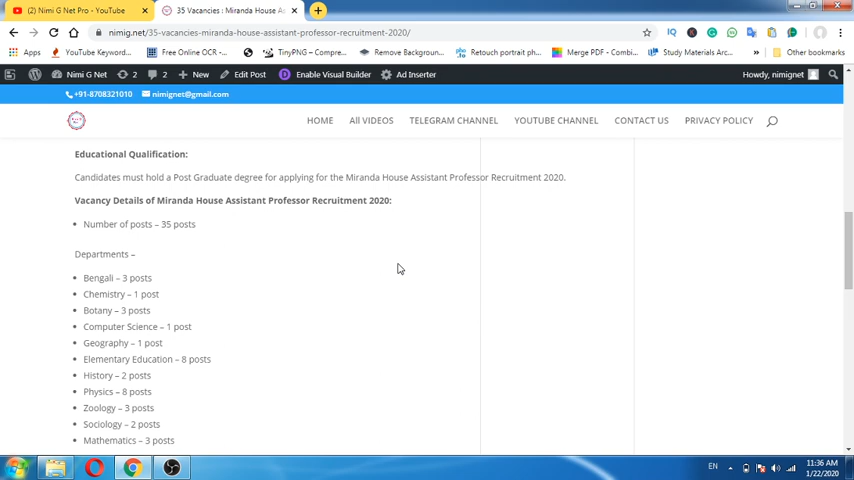 (2) Nimi G Net Pro - YouTube
35 Vacancies : Miranda House As
nimig.net/35-vacancies-miranda-house-assistant-professor-recruitment-2020/
Apps
YouTube Keyword...
Free Online OCR -...
TinyPNG – Compre...
Remove Backgroun...
Retouch portrait ph...
Merge PDF - Combi...
Study Materials Arc...
»
Other bookmarks
Nimi G Net
2
2
New
Edit Post
Enable Visual Builder
Ad Inserter
Howdy, nimignet
+91-8708321010
nimignet@gmail.com
HOME
All VIDEOS
TELEGRAM CHANNEL
YOUTUBE CHANNEL
CONTACT US
PRIVACY POLICY
Educational Qualification:
Candidates must hold a Post Graduate degree for applying for the Miranda House Assistant Professor Recruitment 2020.
Vacancy Details of Miranda House Assistant Professor Recruitment 2020:
• Number of posts – 35 posts
Departments –
• Bengali – 3 posts
• Chemistry – 1 post
• Botany – 3 posts
• Computer Science – 1 post
• Geography – 1 post
• Elementary Education – 8 posts
• History – 2 posts
• Physics – 8 posts
• Zoology – 3 posts
• Sociology – 2 posts
• Mathematics – 3 posts
EN
11:36 AM
1/22/2020